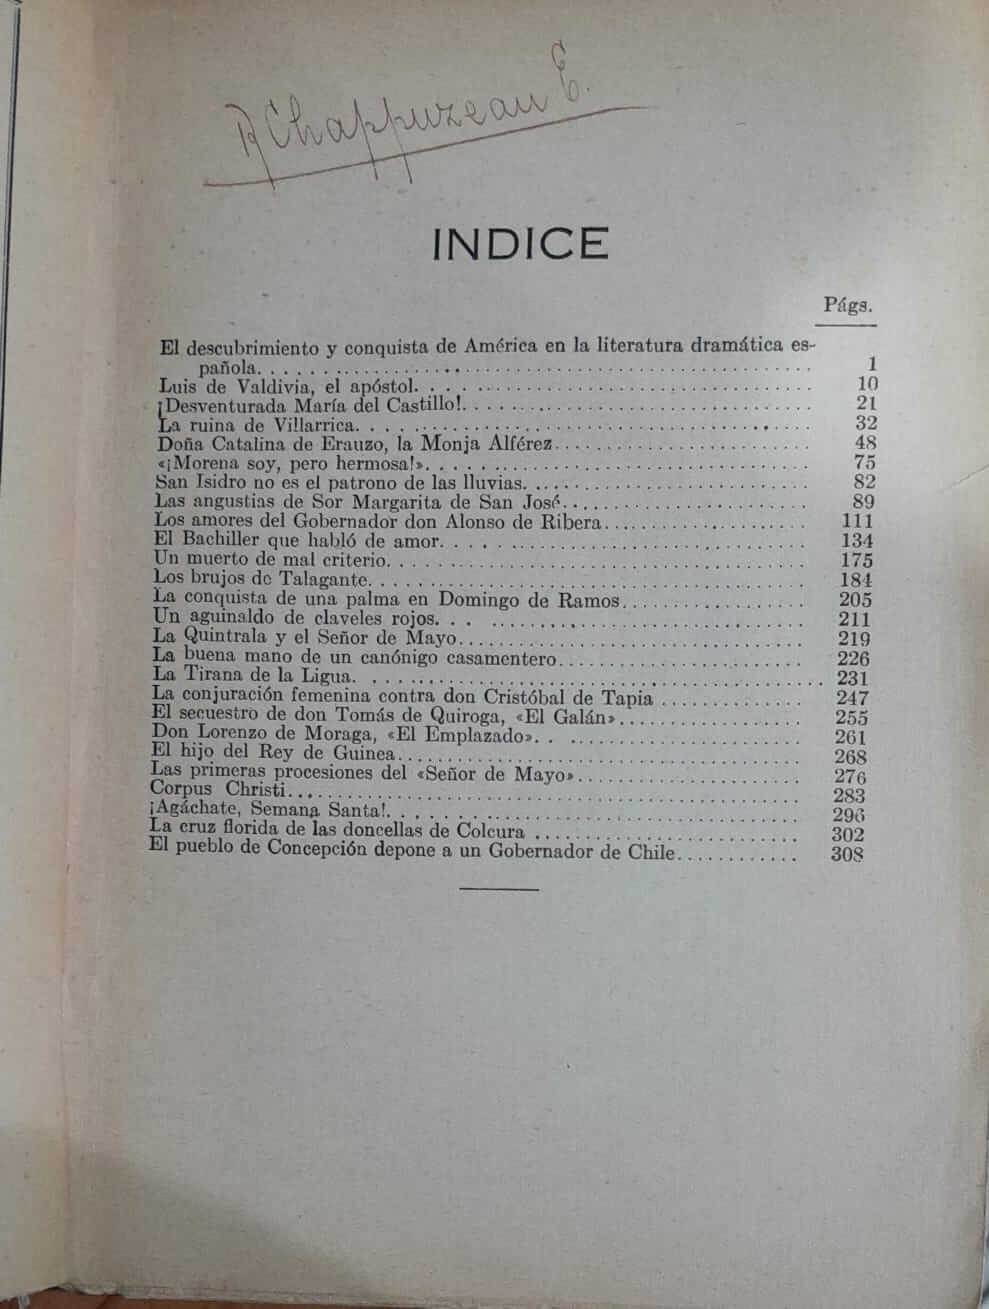 RChappuzeau E.
INDICE
Págs.
El descubrimiento y conquista de América en la literatura dramática es-
pañola. 1
Luis de Valdivia, el apóstol. 10
¡Desventurada María del Castillo!. 21
La ruina de Villarrica. 32
Doña Catalina de Erauzo, la Monja Alférez 48
«¡Morena soy, pero hermosa!». 75
San Isidro no es el patrono de las lluvias. 82
Las angustias de Sor Margarita de San José. 89
Los amores del Gobernador don Alonso de Ribera. 111
El Bachiller que habló de amor. 134
Un muerto de mal criterio. 175
Los brujos de Talagante. 184
La conquista de una palma en Domingo de Ramos. 205
Un aguinaldo de claveles rojos. 211
La Quintrala y el Señor de Mayo. 219
La buena mano de un canónigo casamentero. 226
La Tirana de la Ligua. 231
La conjuración femenina contra don Cristóbal de Tapia 247
El secuestro de don Tomás de Quiroga, «El Galán». 255
Don Lorenzo de Moraga, «El Emplazado». 261
El hijo del Rey de Guinea. 268
Las primeras procesiones del «Señor de Mayo». 276
Corpus Christi. 283
¡Agáchate, Semana Santa!. 296
La cruz florida de las doncellas de Colcura 302
El pueblo de Concepción depone a un Gobernador de Chile. 308